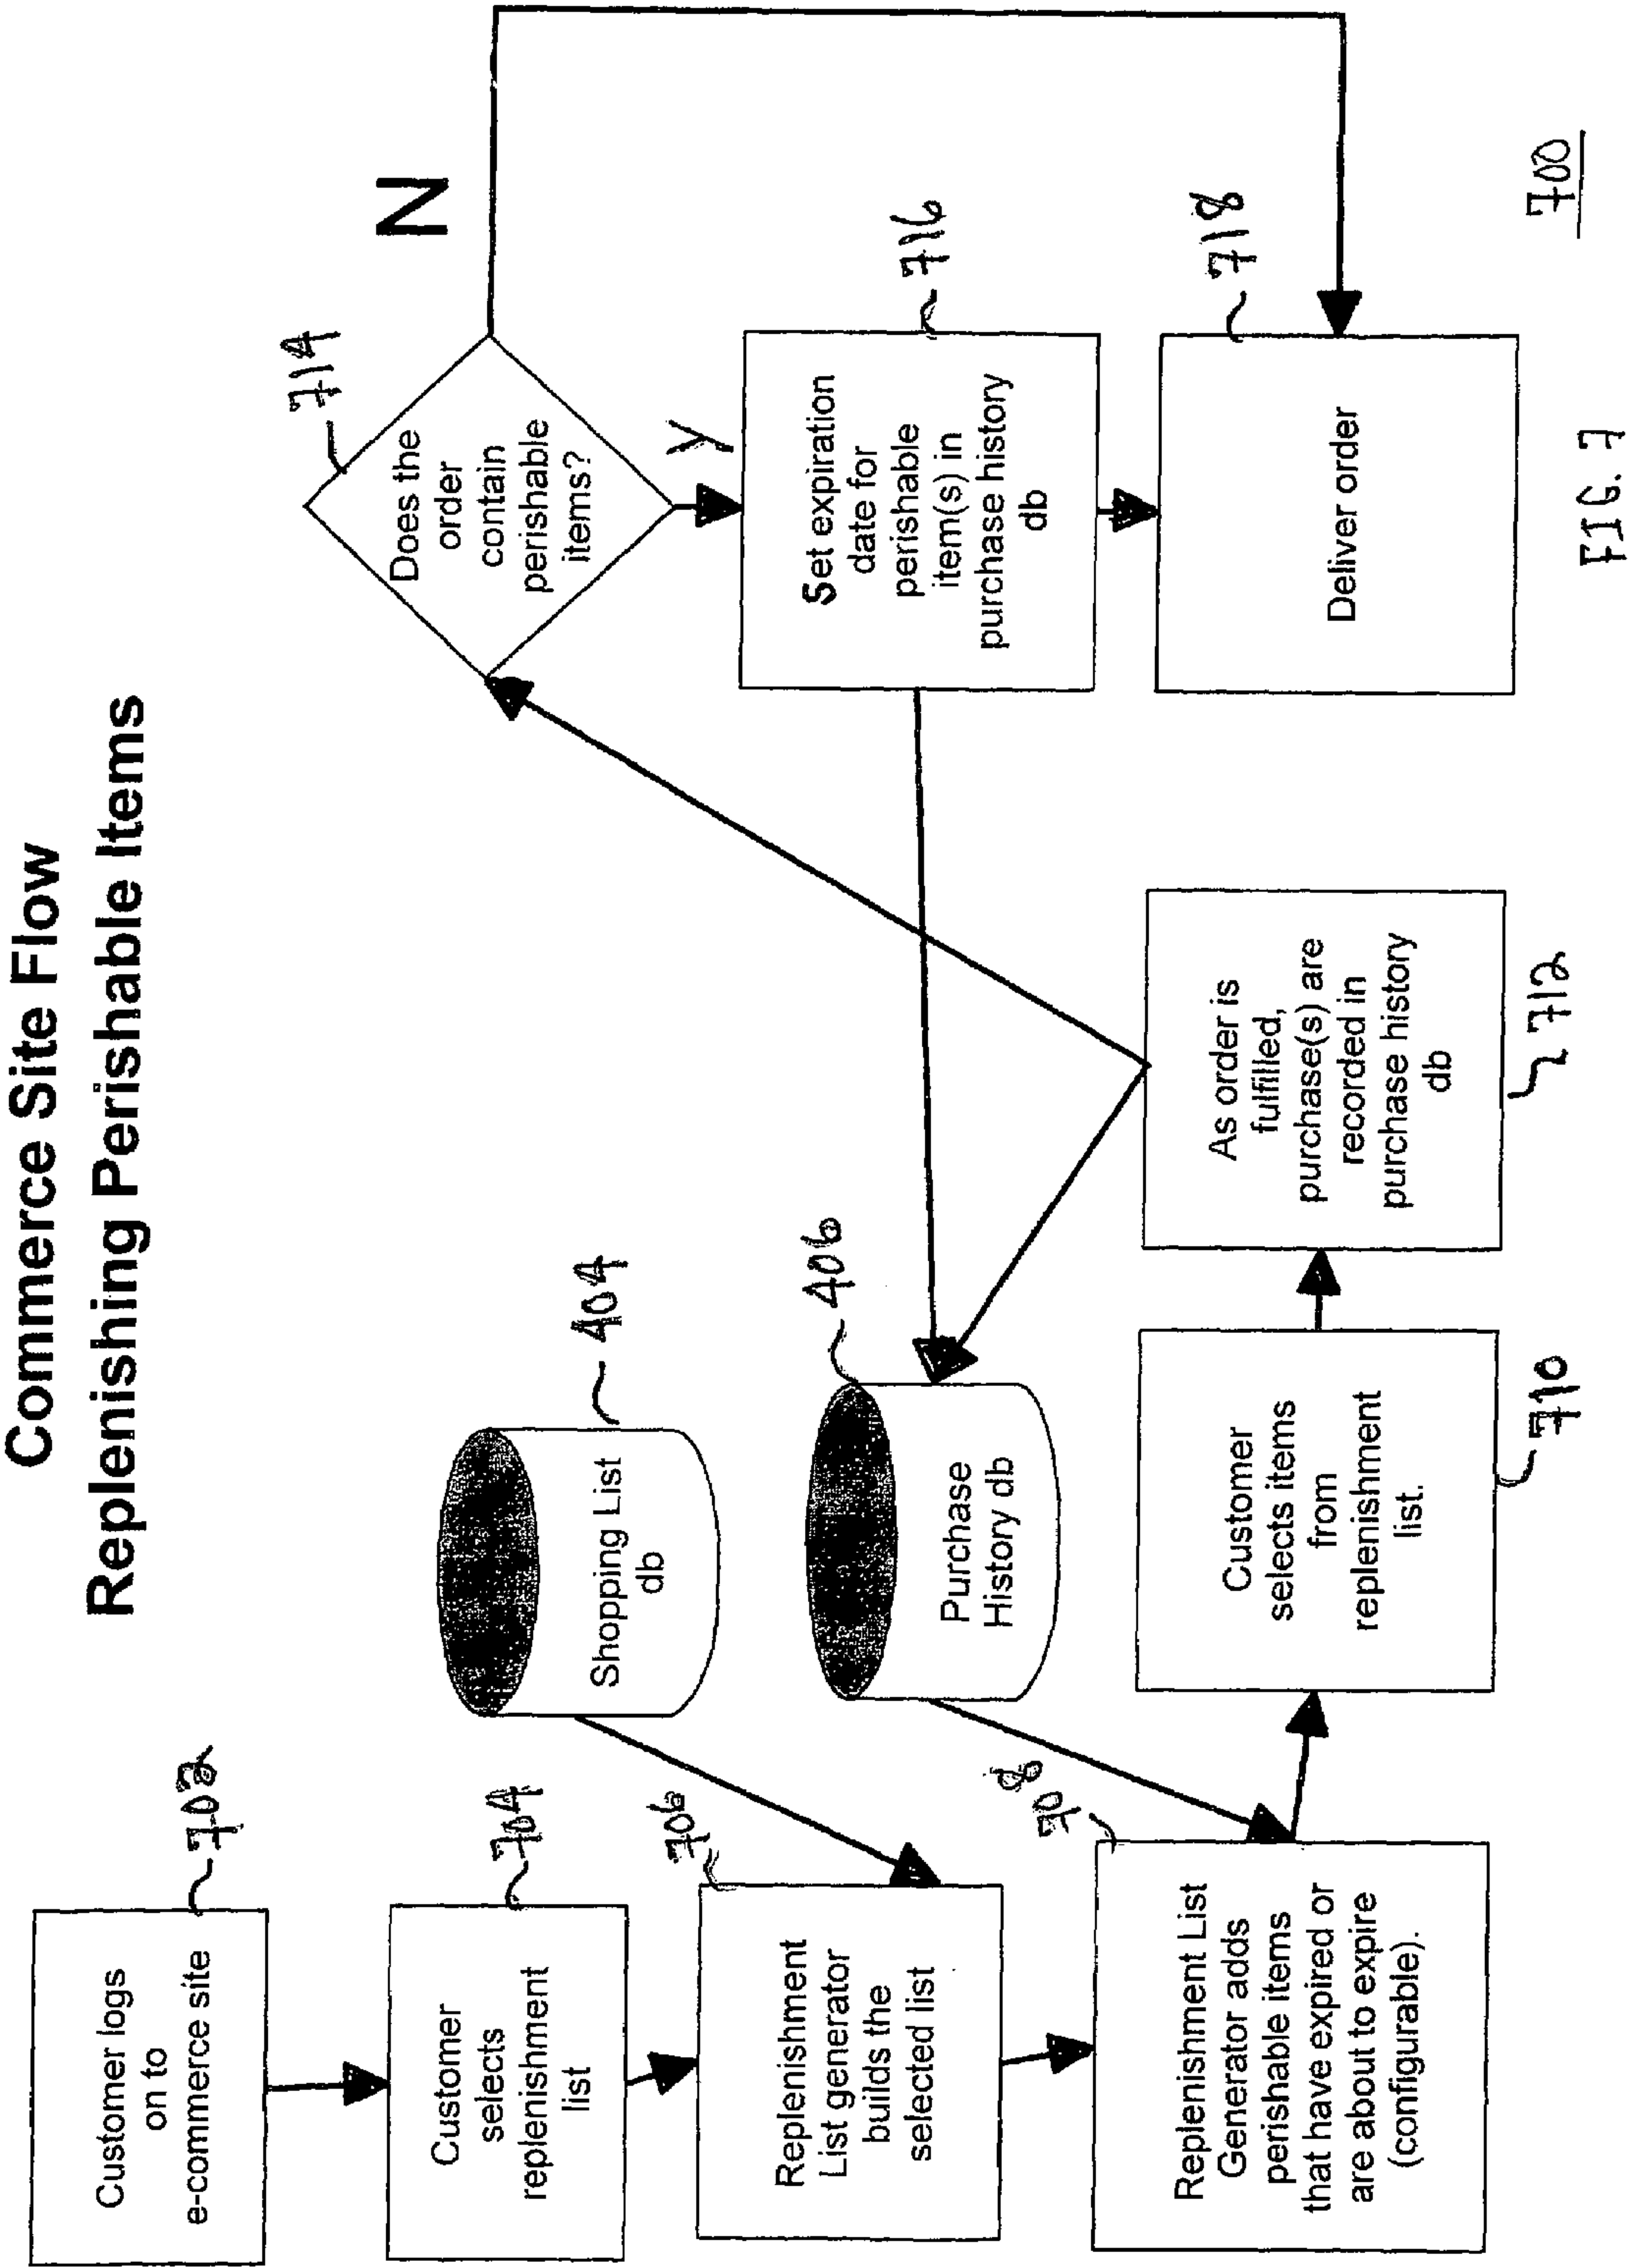 Commerce Site Flow
Replenishing Perishable Items
Customer logs
on to
e-commerce site
702
Customer
selects
replenishment
list
704
Replenishment
List generator
builds the
selected list
706
Replenishment List
Generator adds
perishable items
that have expired or
are about to expire
(configurable).
708
Shopping List
db
404
Purchase
History db
406
Customer
selects items
from
replenishment
list.
710
As order is
fulfilled,
purchase(s) are
recorded in
purchase history
db
712
Does the
order
contain
perishable
items?
714
N
Y
Set expiration
date for
perishable
item(s) in
purchase history
db
716
Deliver order
718
FIG. 7
700